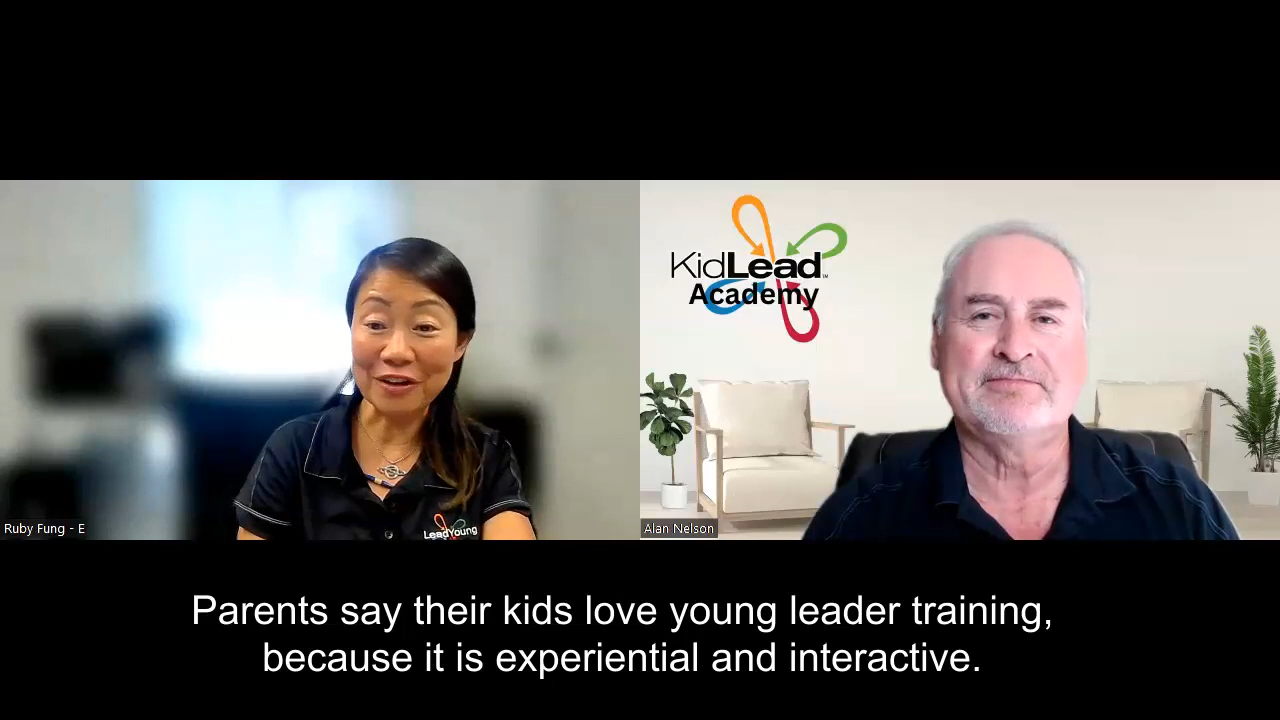 KidLead™
Academy
LeadYoung
Ruby Fung - E
Alan Nelson
Parents say their kids love young leader training,
because it is experiential and interactive.